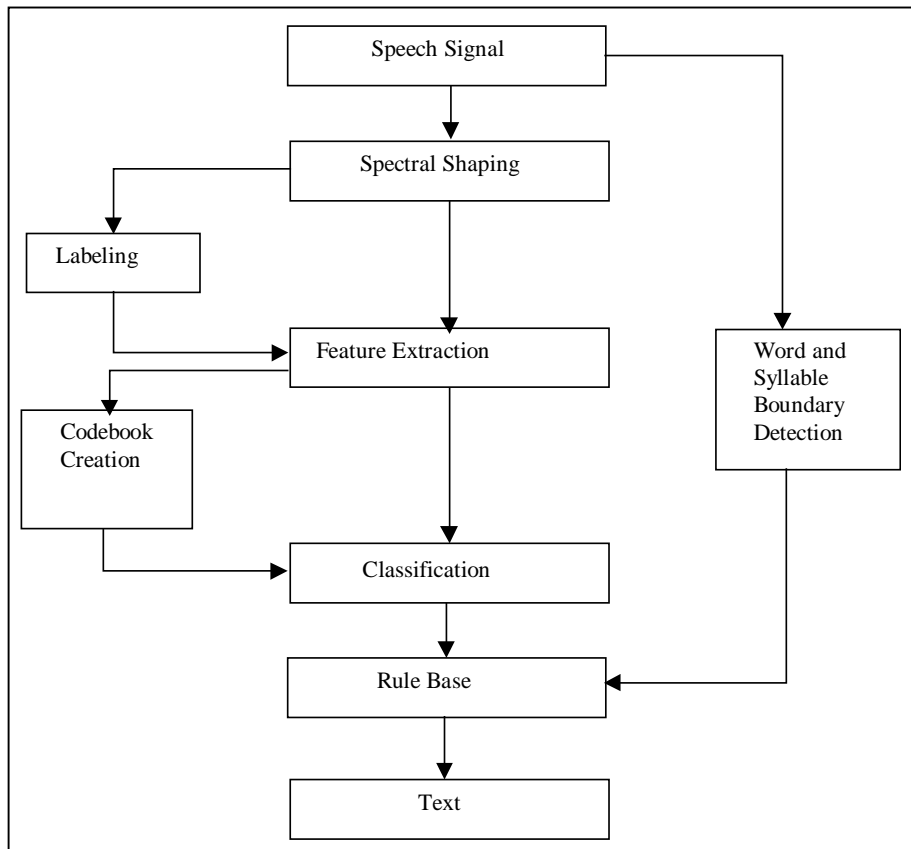 Speech Signal
Spectral Shaping
Labeling
Feature Extraction
Word and
Syllable
Boundary
Detection
Codebook
Creation
Classification
Rule Base
Text